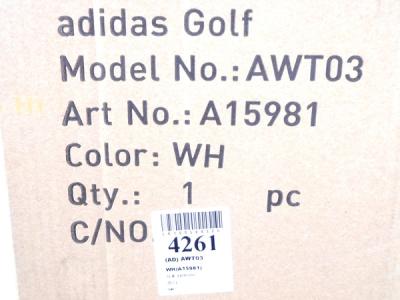 adidas Golf
Model No.: AWT03
Art No.: A15981
Color: WH
Qty.: 1 pc
C/NO
4261
(AD) AWT03
WH(A15981)